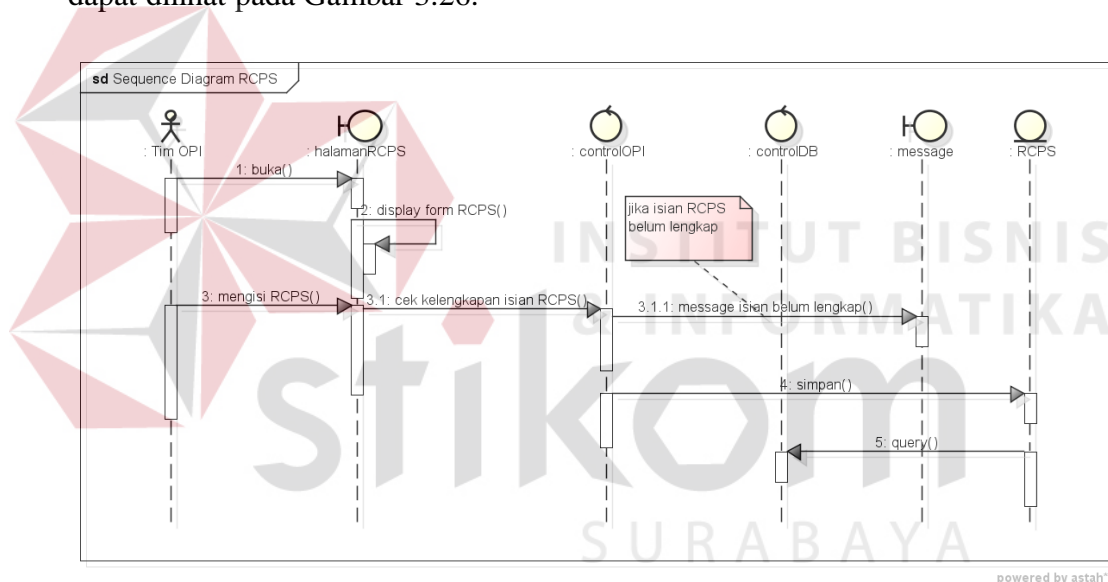 dapat dilihat pada Gambar 3.26.
sd Sequence Diagram RCPS
: Tim OPI
: halamanRCPS
: controlOPI
: controlDB
: message
: RCPS
1: buka()
jika isian RCPS
belum lengkap
2: display form RCPS()
INSTITUT BISNIS
& INFORMATIKA
3: mengisi RCPS()
3.1: cek kelengkapan isian RCPS()
3.1.1: message isian belum lengkap()
stikom
4: simpan()
5: query()
SURABAYA
powered by astah*